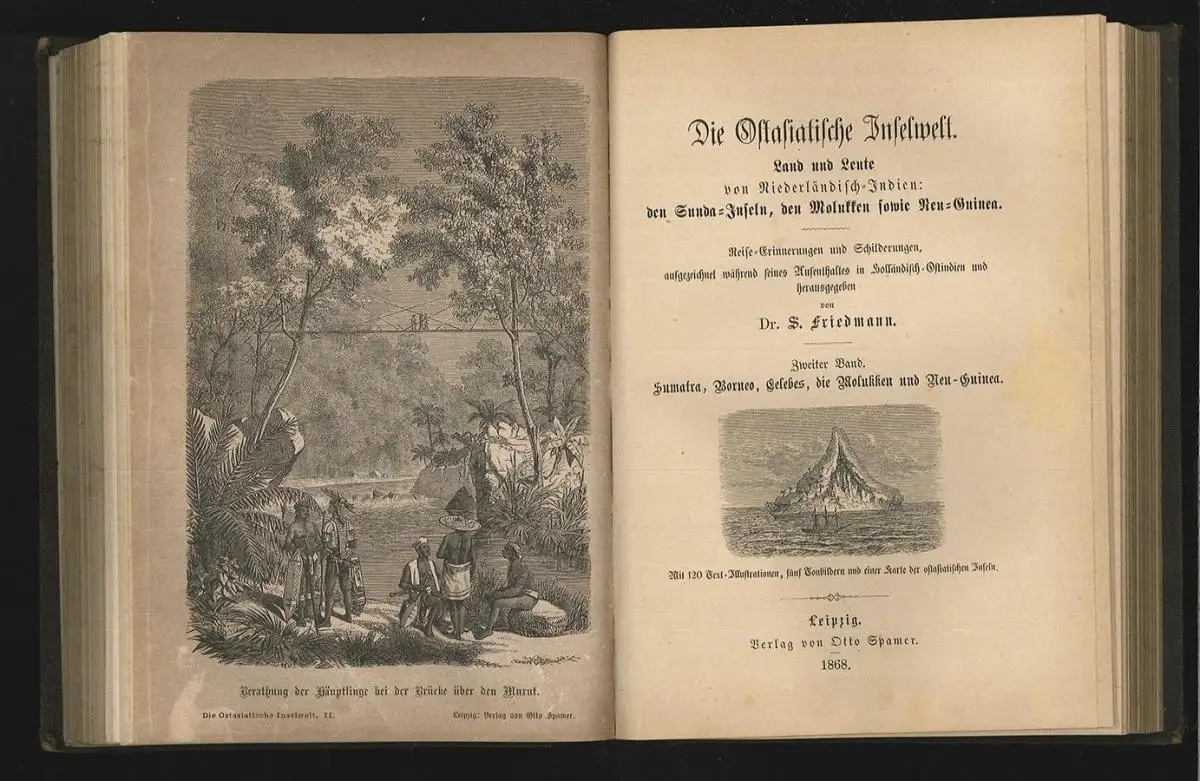 Berathung der Häuptlinge bei der Brücke über den Murut.
Die Ostasiatische Inselwelt. II.
Leipzig: Verlag von Otto Spamer.
Die Ostasiatische Inselwelt.
Land und Leute
von Niederländisch-Indien:
den Sunda-Inseln, den Molukken sowie Neu-Guinea.
Reise-Erinnerungen und Schilderungen,
aufgezeichnet während seines Aufenthaltes in Holländisch-Ostindien und
herausgegeben
von
Dr. S. Friedmann.
Zweiter Band.
Sumatra, Borneo, Celebes, die Molukken und Neu-Guinea.
Mit 120 Text-Illustrationen, fünf Tonbildern und einer Karte der ostasiatischen Inseln.
Leipzig.
Verlag von Otto Spamer.
1868.